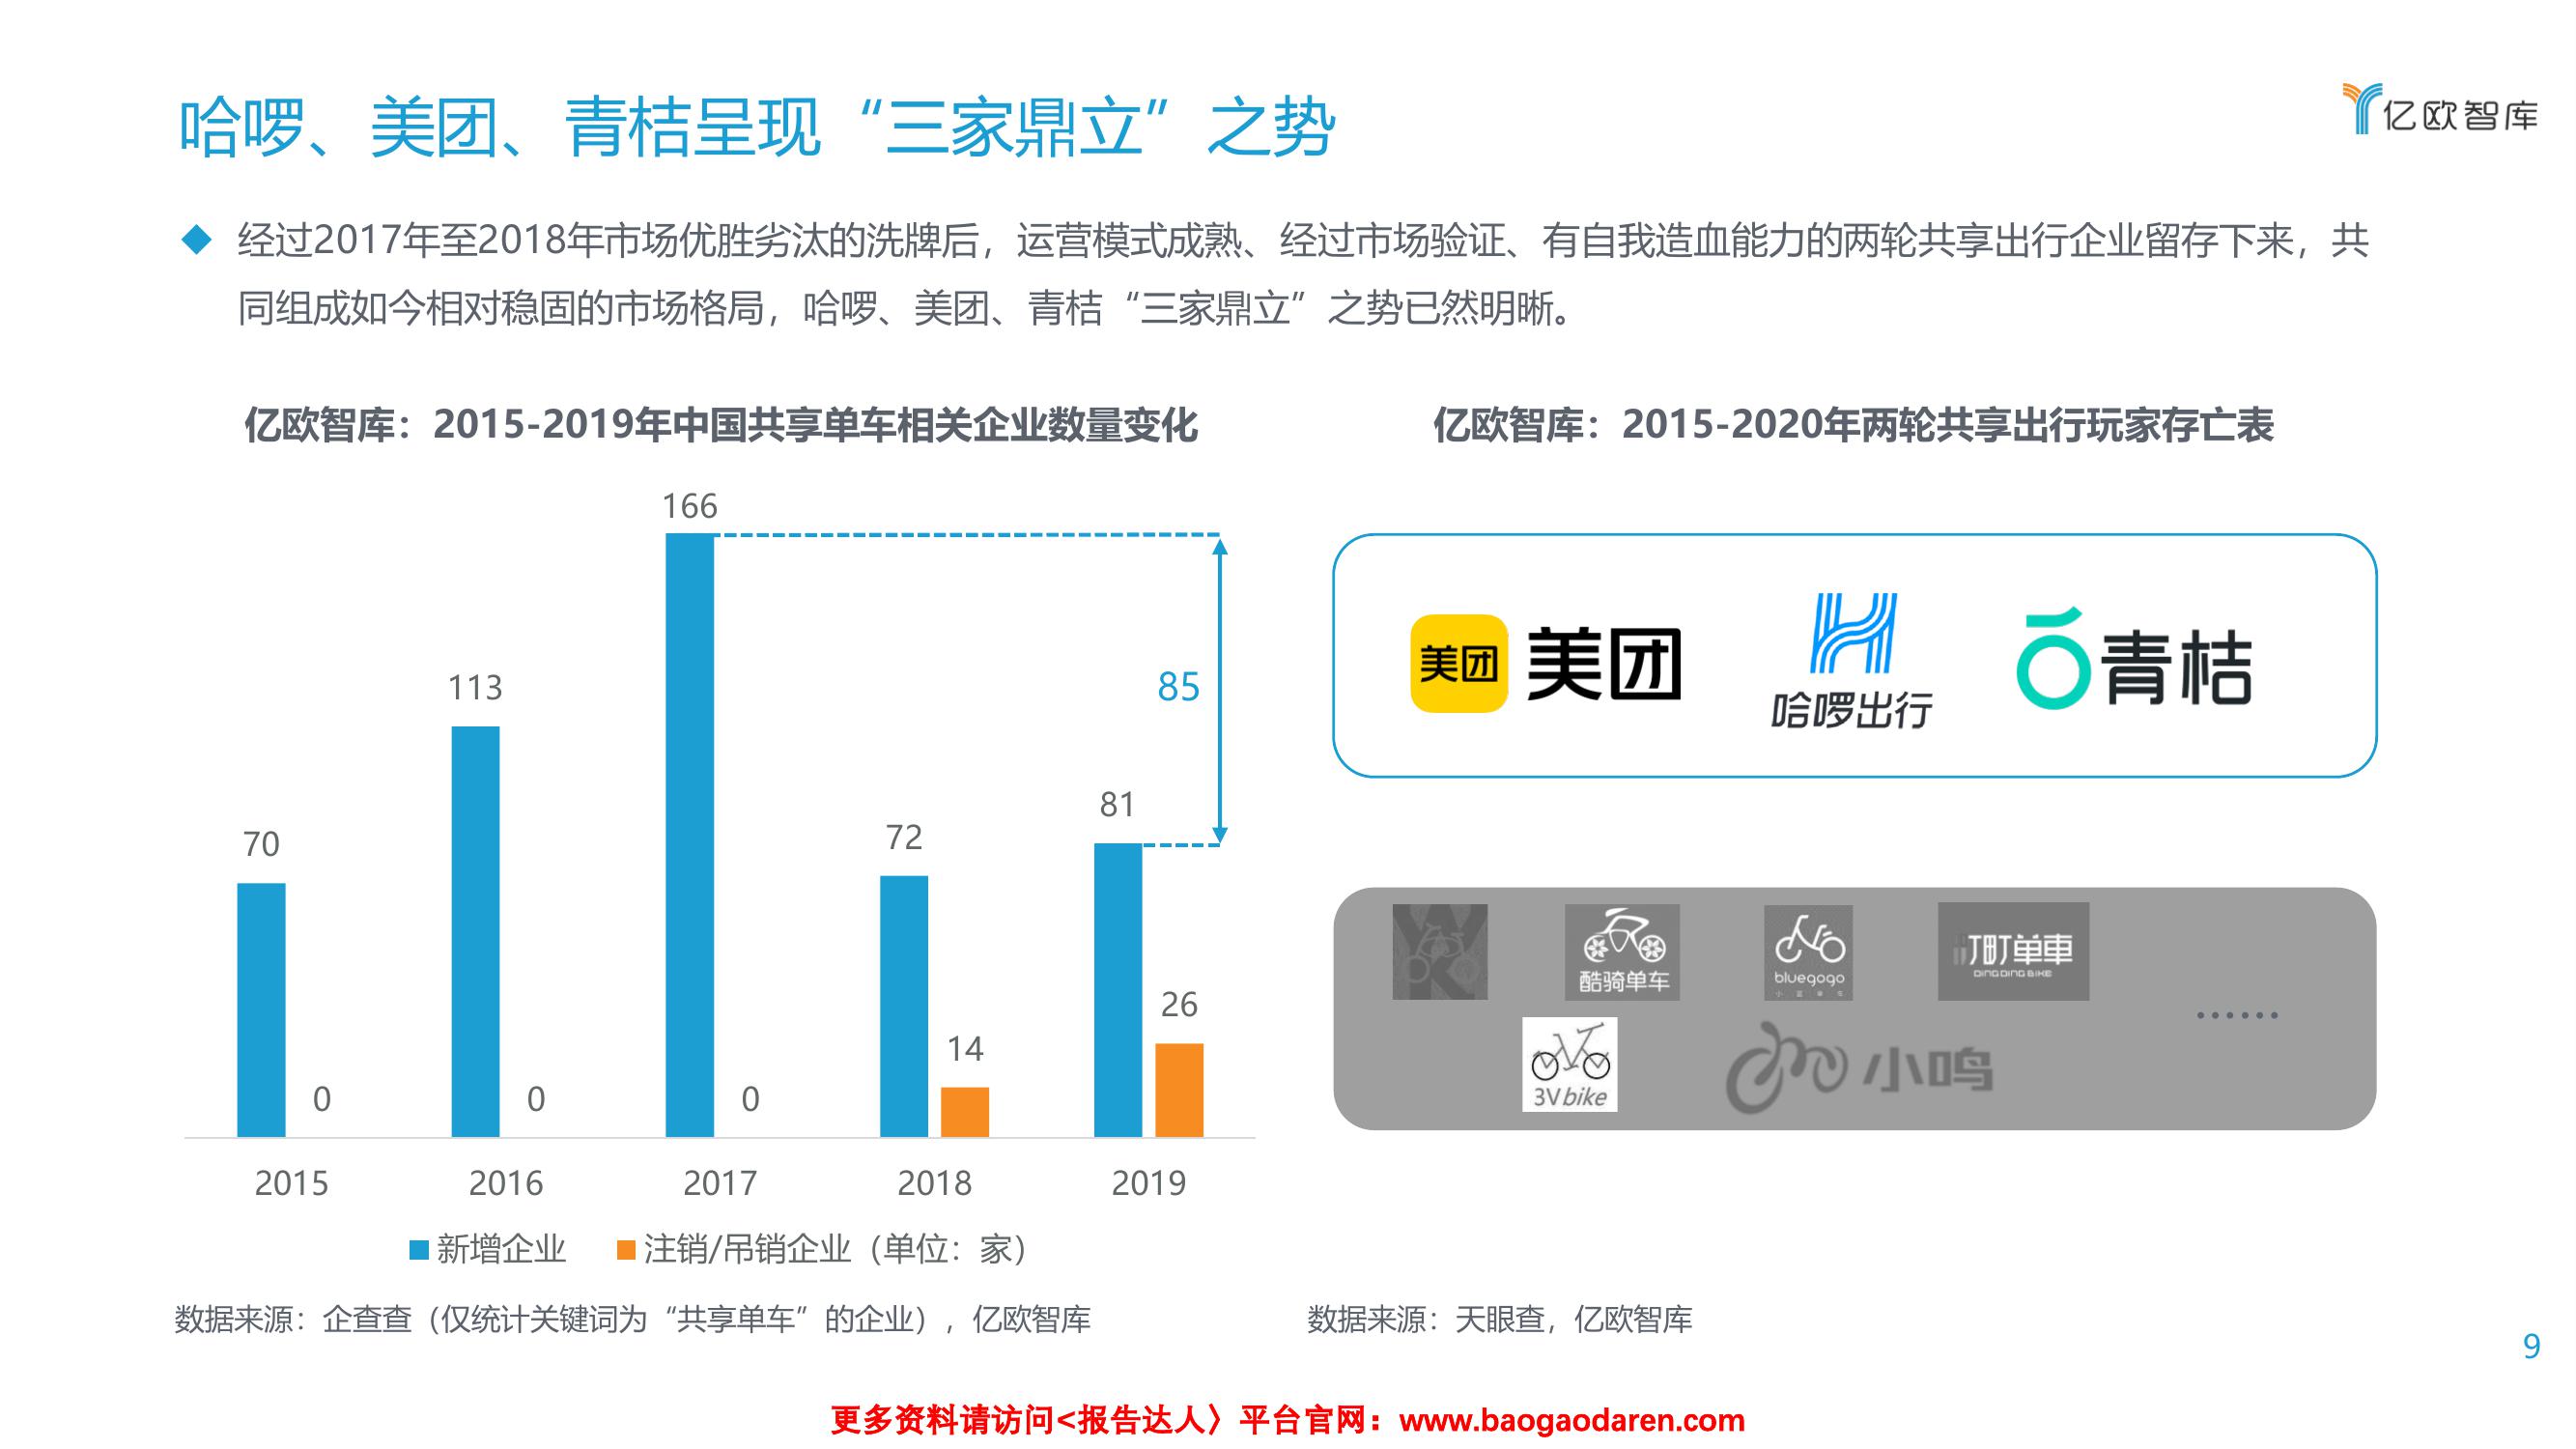 哈啰、美团、青桔呈现“三家鼎立”之势
亿欧智库
经过2017年至2018年市场优胜劣汰的洗牌后，运营模式成熟、经过市场验证、有自我造血能力的两轮共享出行企业留存下来，共
同组成如今相对稳固的市场格局，哈啰、美团、青桔“三家鼎立”之势已然明晰。
亿欧智库：2015-2019年中国共享单车相关企业数量变化
166
113
85
81
70
72
26
14
0
0
0
2015
2016
2017
2018
2019
新增企业
注销/吊销企业（单位：家）
数据来源：企查查（仅统计关键词为“共享单车”的企业），亿欧智库
亿欧智库：2015-2020年两轮共享出行玩家存亡表
美团 美团
哈啰出行
青桔
酷骑单车
bluegogo
町町单車
DINGDING BIKE
......
3Vbike
小鸣
数据来源：天眼查，亿欧智库
9
更多资料请访问<报告达人〉平台官网：www.baogaodaren.com